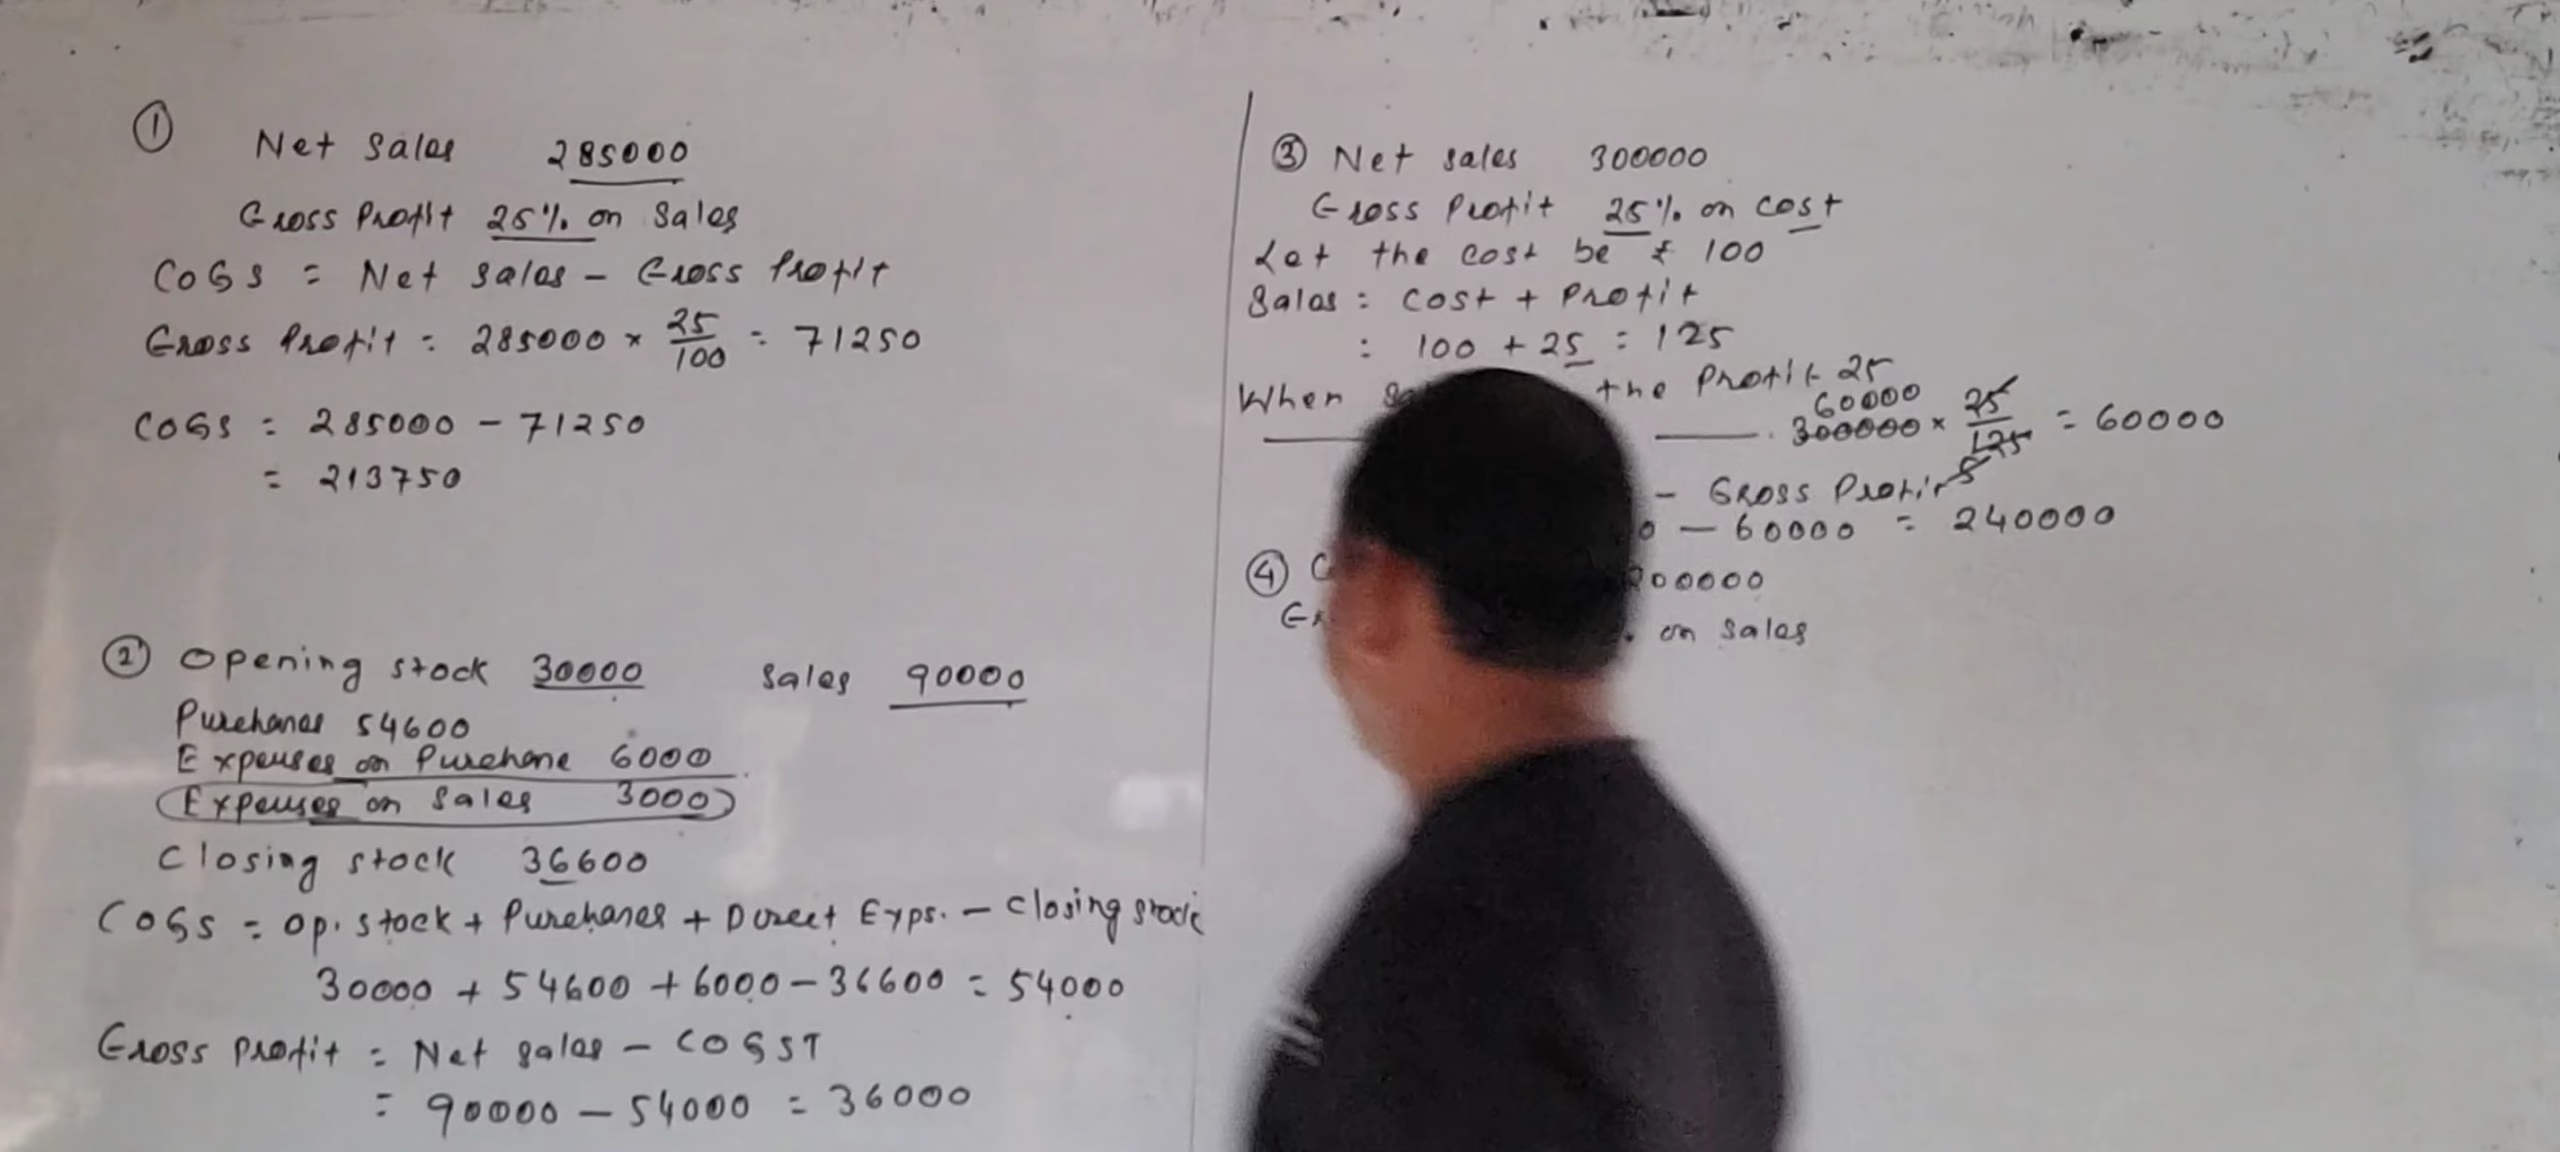 ①
Net sales 285000
Gross Profit 25% on sales
COGS = Net sales - Gross Profit
Gross Profit = 285000 × 25/100 = 71250
COGS = 285000 - 71250
= 213750
② Opening stock 30000 sales 90000
Purchases 54600
Expenses on Purchase 6000
Expenses on sales 3000
Closing stock 36600
COGS = Op. stock + Purchases + Direct Exps. - Closing stock
30000 + 54600 + 6000 - 36600 = 54000
Gross Profit = Net sales - COGST
= 90000 - 54000 = 36000
③ Net sales 300000
Gross Profit 25% on cost
Let the cost be ₹ 100
Sales = cost + Profit
= 100 + 25 = 125
When the Profit 25
60000
300000 × 25/125 = 60000
5
- Gross Profit
0 - 60000 = 240000
④ 00000
on sales